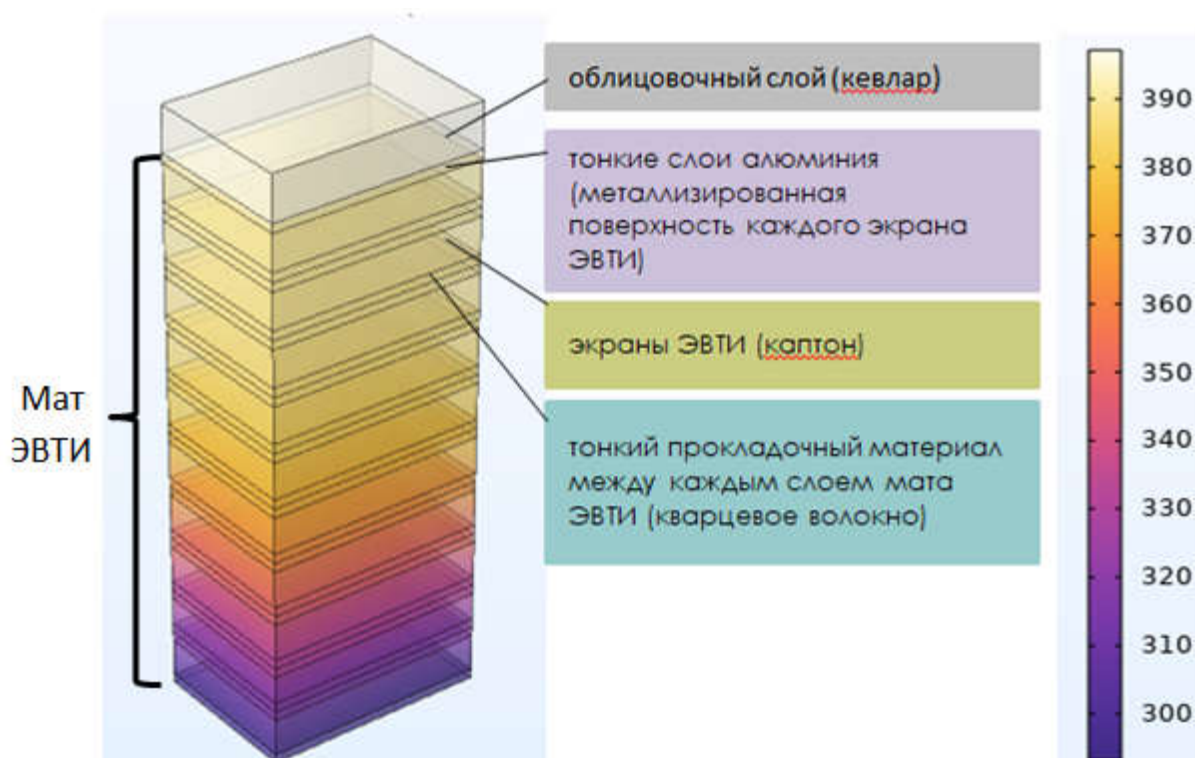 облицовочный слой (кевлар)
тонкие слои алюминия
(металлизированная
поверхность каждого экрана
ЭВТИ)
экраны ЭВТИ (каптон)
тонкий прокладочный материал
между каждым слоем мата
ЭВТИ (кварцевое волокно)
Мат
ЭВТИ
390
380
370
360
350
340
330
320
310
300